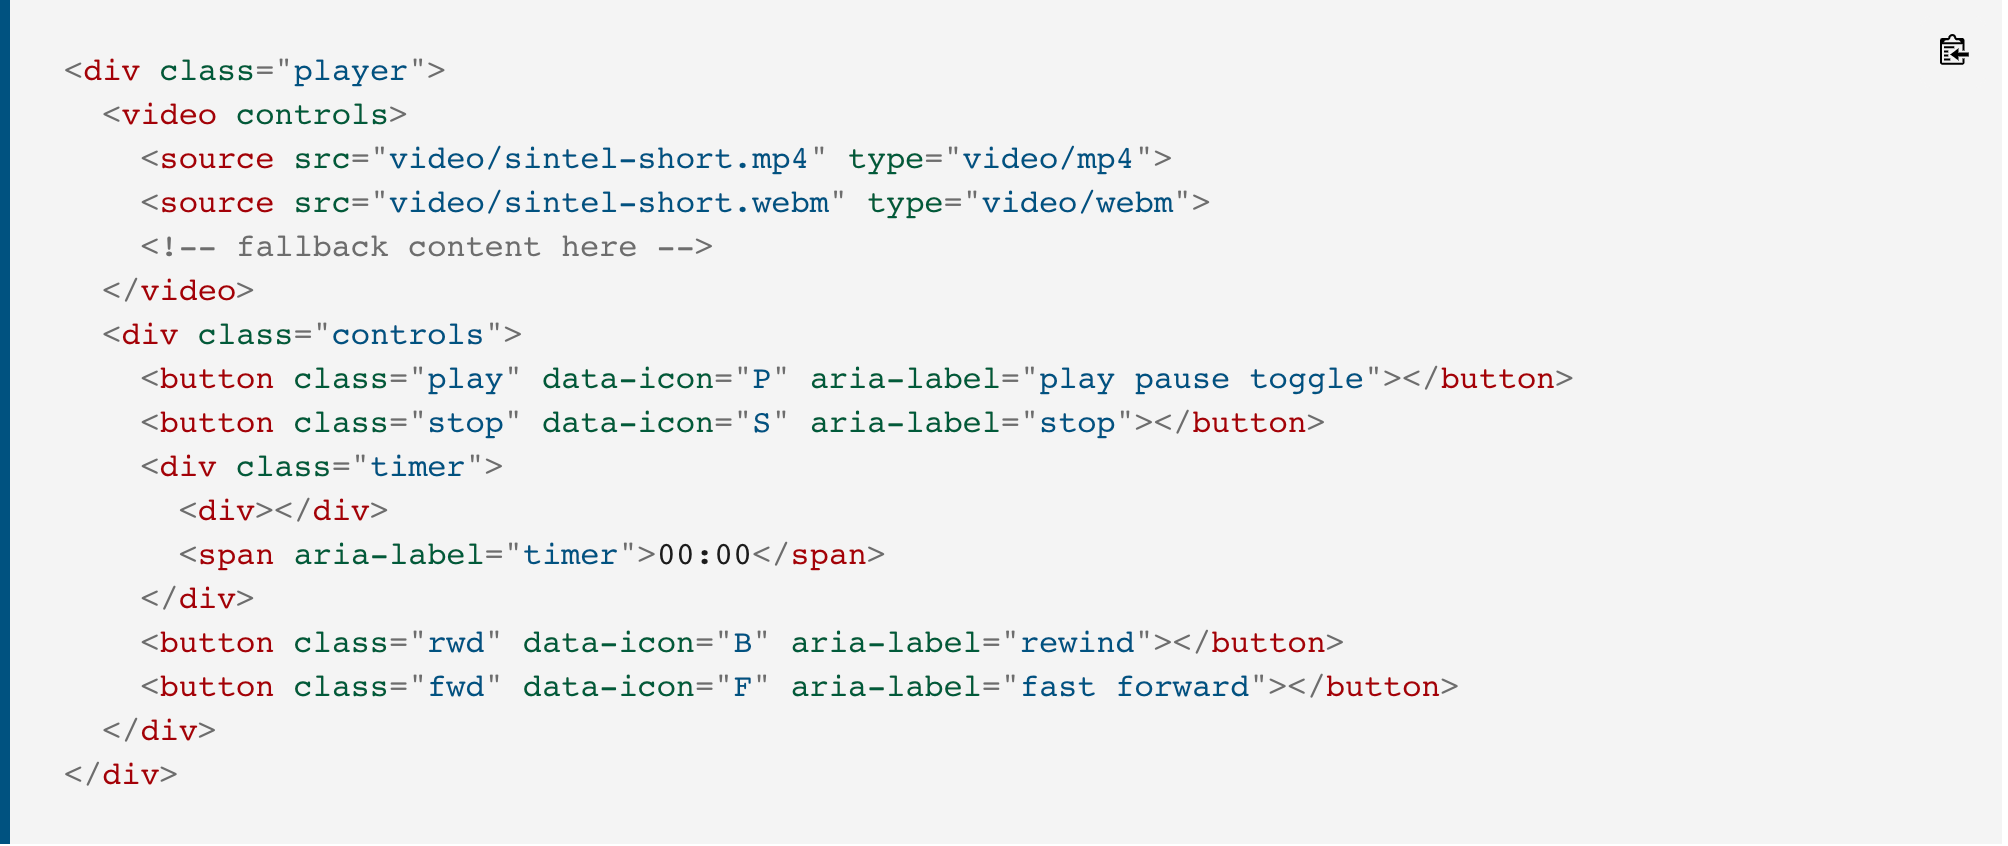 <div class="player">
  <video controls>
    <source src="video/sintel-short.mp4" type="video/mp4">
    <source src="video/sintel-short.webm" type="video/webm">
    <!-- fallback content here -->
  </video>
  <div class="controls">
    <button class="play" data-icon="P" aria-label="play pause toggle"></button>
    <button class="stop" data-icon="S" aria-label="stop"></button>
    <div class="timer">
      <div></div>
      <span aria-label="timer">00:00</span>
    </div>
    <button class="rwd" data-icon="B" aria-label="rewind"></button>
    <button class="fwd" data-icon="F" aria-label="fast forward"></button>
  </div>
</div>